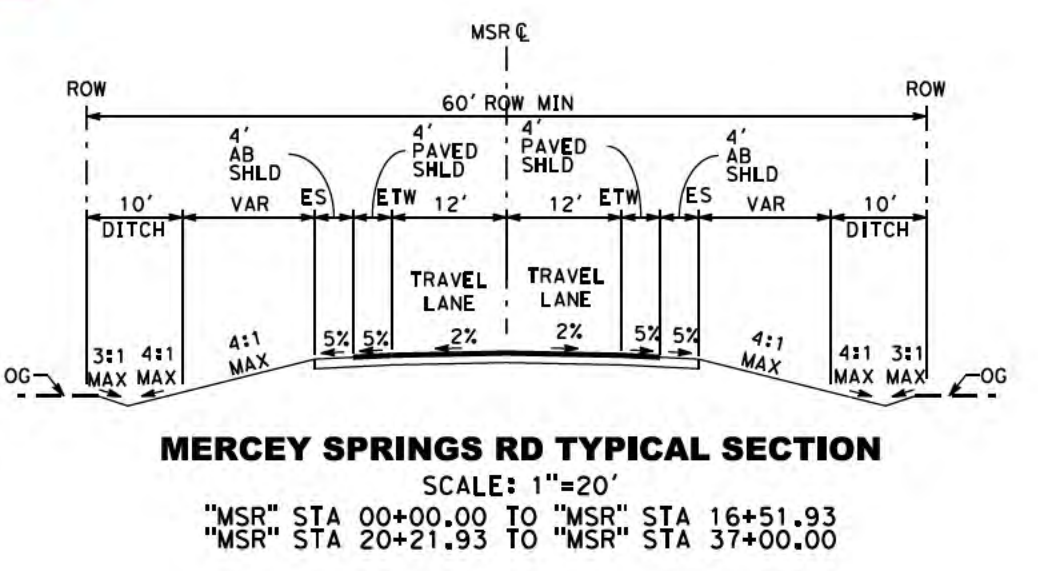 MSR ℄
ROW
ROW
60' ROW MIN
4'
AB
SHLD
4'
PAVED
SHLD
4'
PAVED
SHLD
4'
AB
SHLD
10'
DITCH
VAR
ES
ETW
12'
12'
ETW
ES
VAR
10'
DITCH
TRAVEL
LANE
TRAVEL
LANE
3:1
MAX
4:1
MAX
4:1
MAX
5%
5%
2%
2%
5%
5%
4:1
MAX
4:1
MAX
3:1
MAX
OG
OG
MERCEY SPRINGS RD TYPICAL SECTION
SCALE: 1"=20'
"MSR" STA 00+00.00 TO "MSR" STA 16+51.93
"MSR" STA 20+21.93 TO "MSR" STA 37+00.00